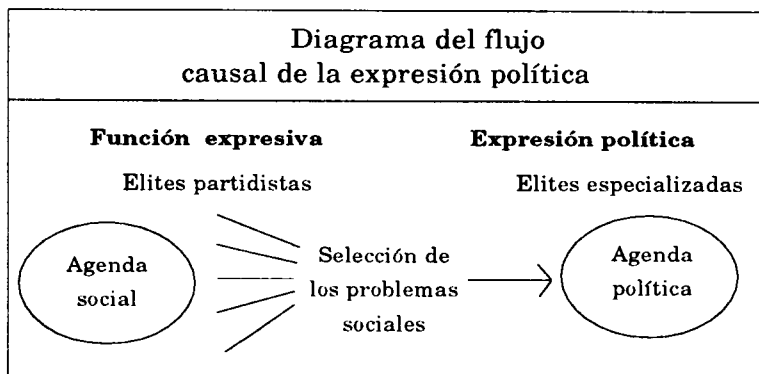 Diagrama del flujo
causal de la expresión política
Función expresiva
Expresión política
Elites partidistas
Elites especializadas
Agenda
social
Selección de
los problemas
sociales
Agenda
política